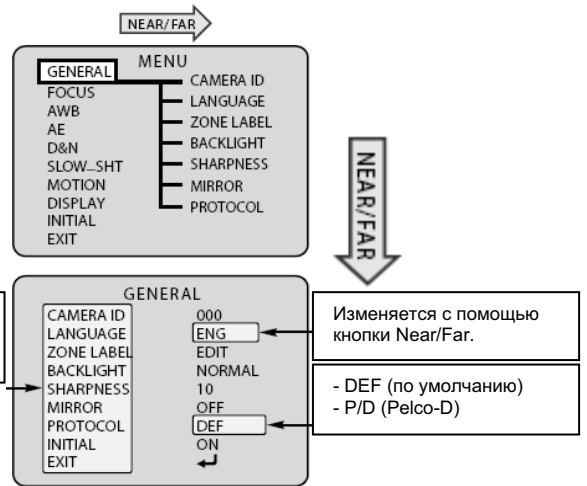 NEAR/FAR
MENU
GENERAL
FOCUS
AWB
AE
D&N
SLOW_SHT
MOTION
DISPLAY
INITIAL
EXIT
CAMERA ID
LANGUAGE
ZONE LABEL
BACKLIGHT
SHARPNESS
MIRROR
PROTOCOL
NEAR/FAR
GENERAL
CAMERA ID 000
LANGUAGE ENG
ZONE LABEL EDIT
BACKLIGHT NORMAL
SHARPNESS 10
MIRROR OFF
PROTOCOL DEF
INITIAL ON
EXIT ↵
Изменяется с помощью
кнопки Near/Far.
- DEF (по умолчанию)
- P/D (Pelco-D)